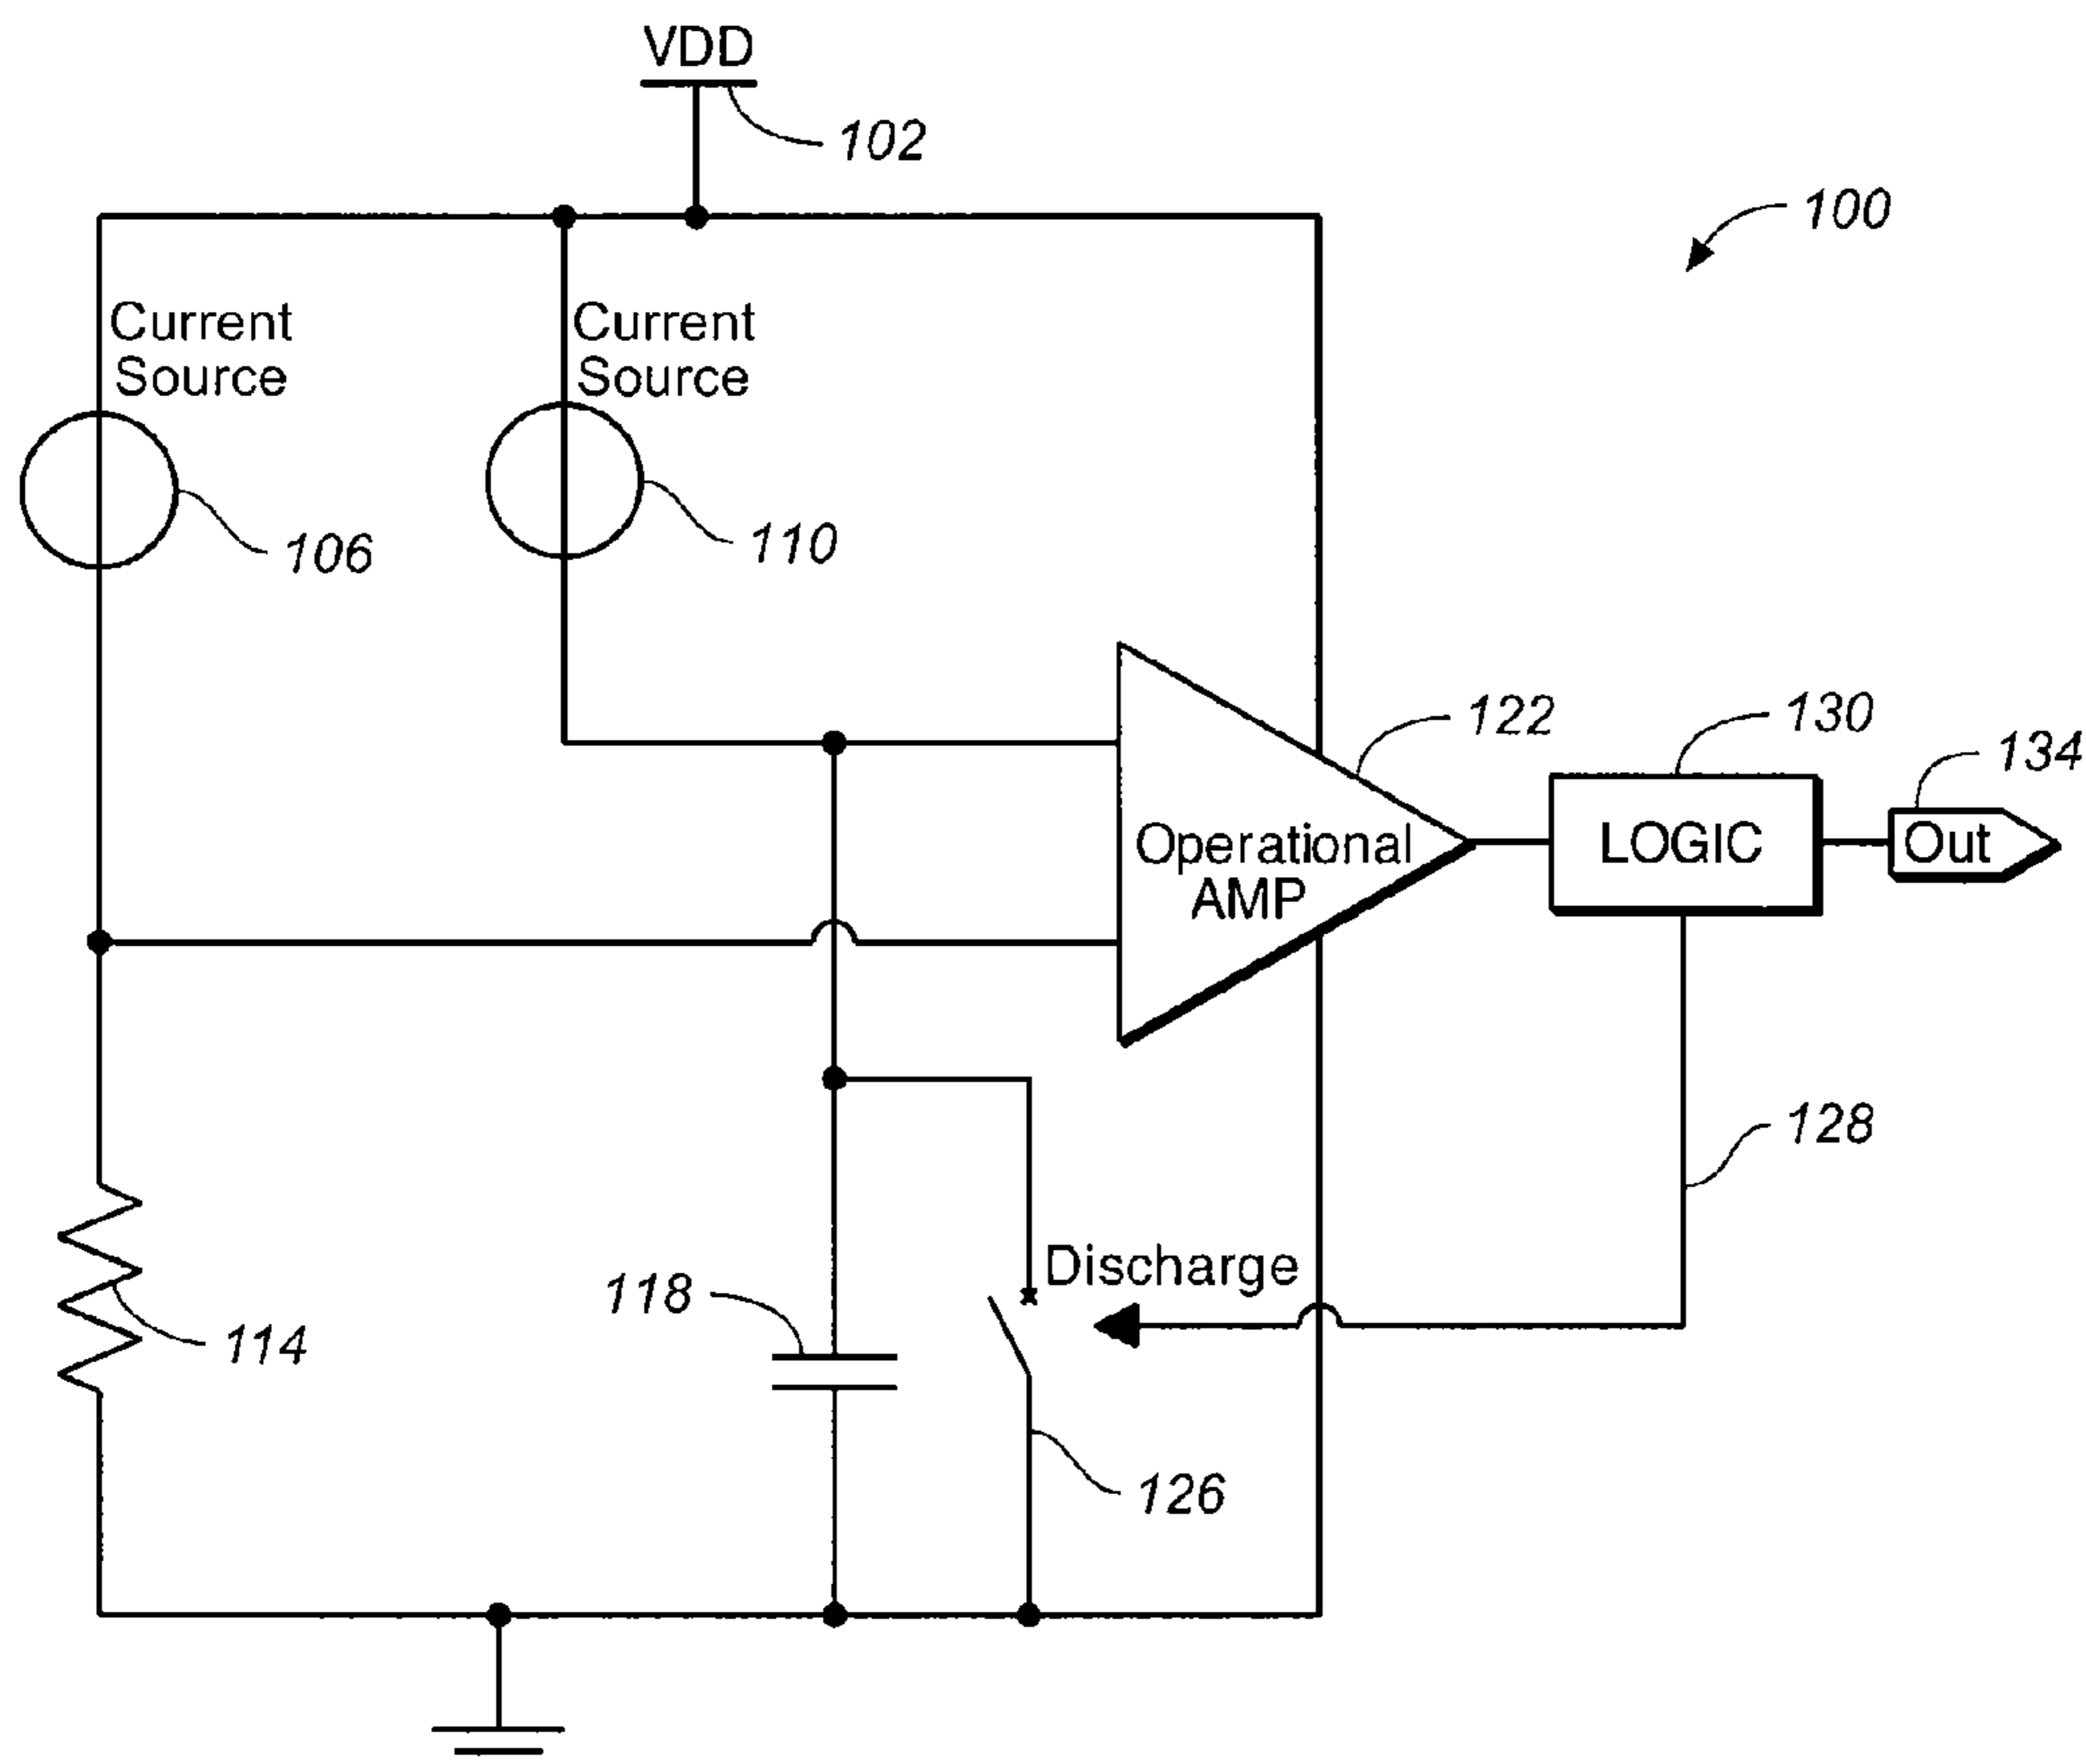 VDD
102
100
Current
Source
Current
Source
106
110
122
130
134
Operational
AMP
LOGIC
Out
128
Discharge
118
114
126